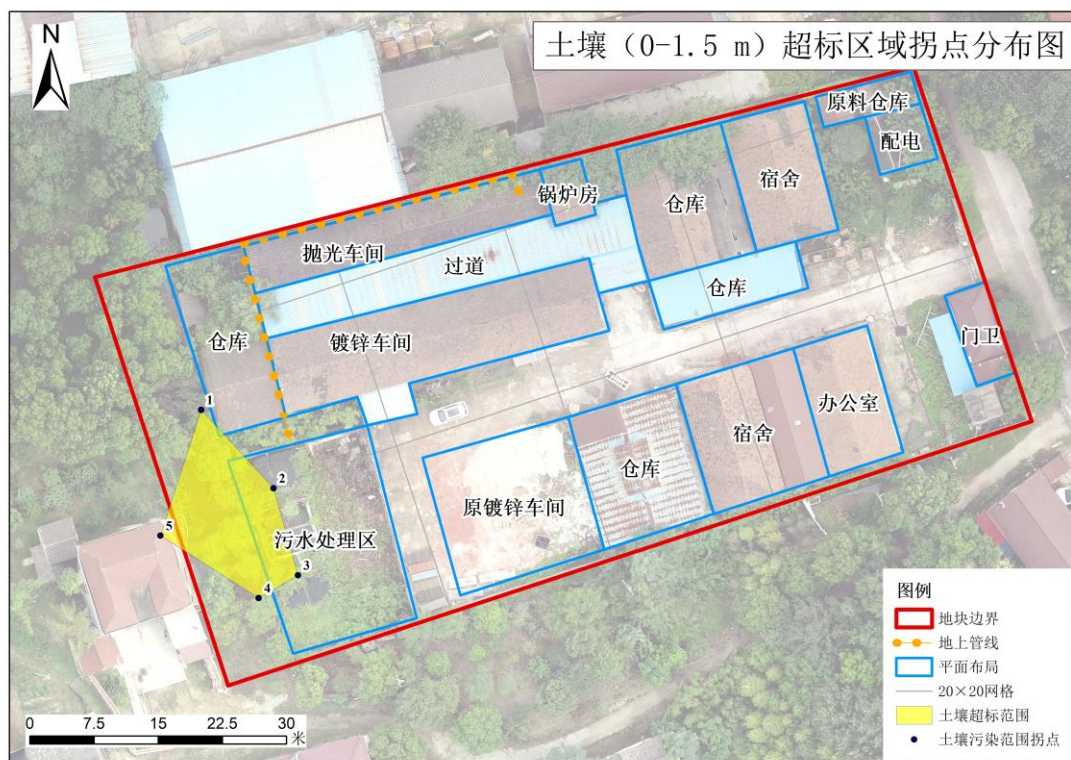 土壤（0-1.5 m）超标区域拐点分布图
N
原料仓库
配电
宿舍
锅炉房
仓库
抛光车间
过道
仓库
仓库
镀锌车间
门卫
办公室
1
宿舍
仓库
2
原镀锌车间
5
污水处理区
3
4
图例
地块边界
地上管线
平面布局
20×20网格
土壤超标范围
土壤污染范围拐点
0 7.5 15 22.5 30
米